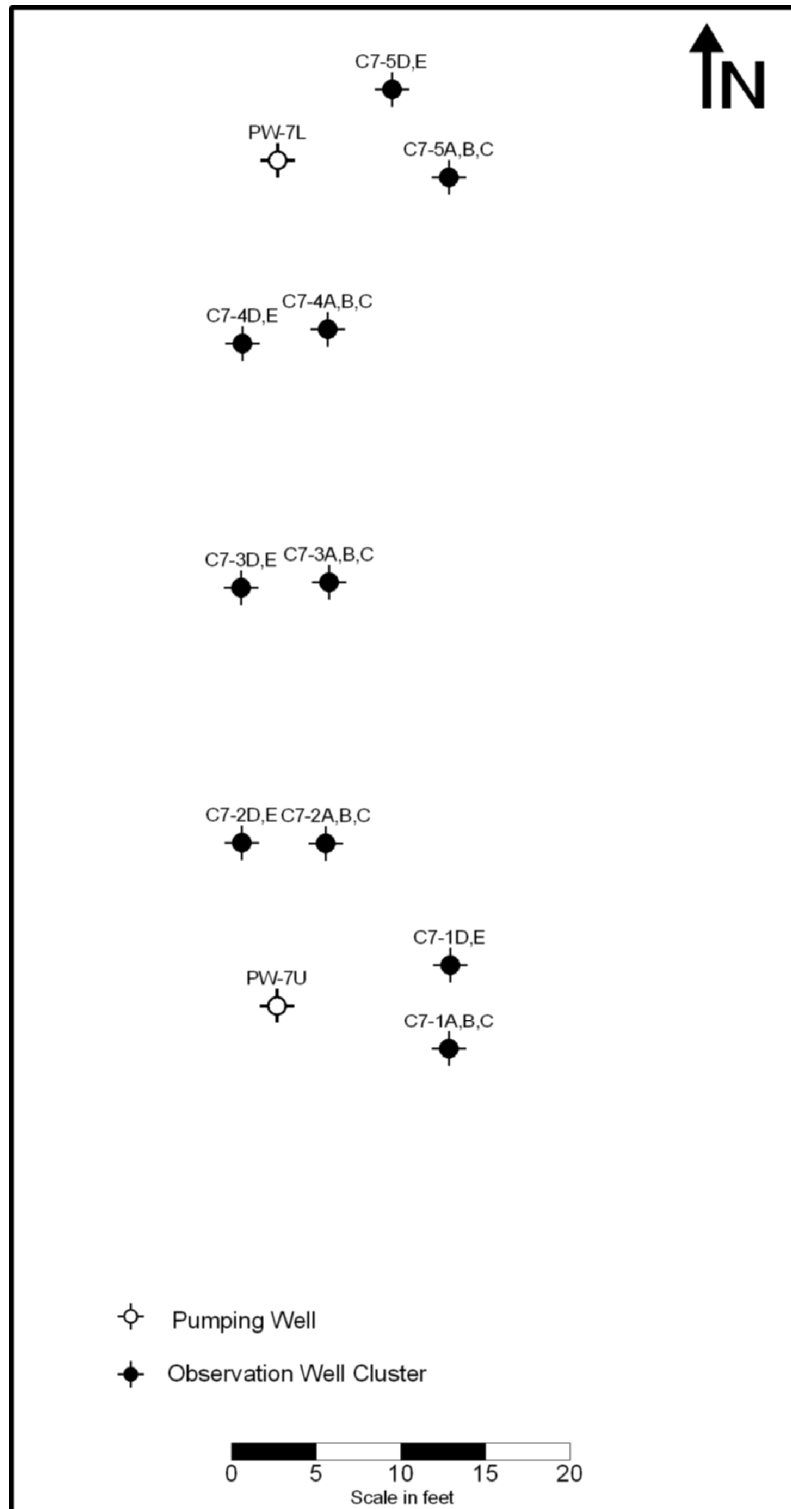 C7-5D,E
N
PW-7L
C7-5A,B,C
C7-4A,B,C
C7-4D,E
C7-3A,B,C
C7-3D,E
C7-2D,E C7-2A,B,C
C7-1D,E
PW-7U
C7-1A,B,C
Pumping Well
Observation Well Cluster
0 5 10 15 20
Scale in feet